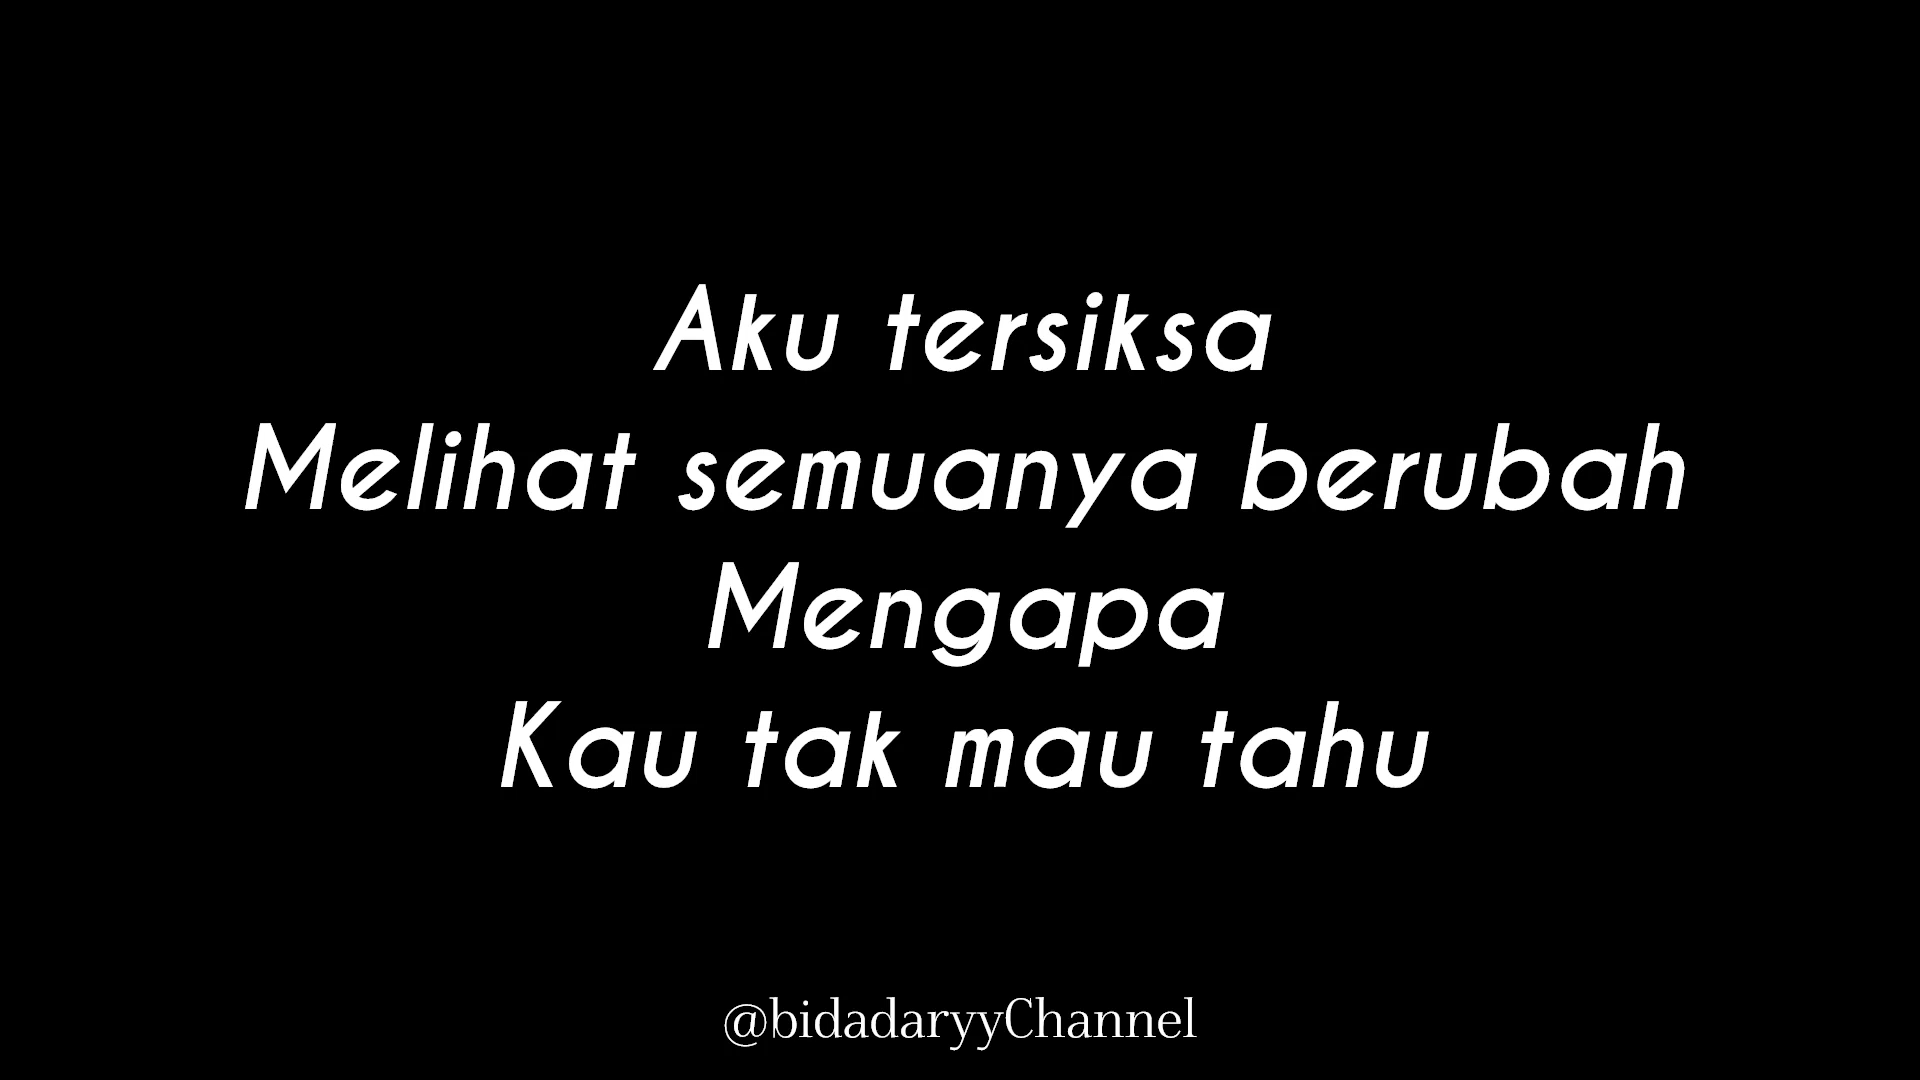 Aku tersiksa
Melihat semuanya berubah
Mengapa
Kau tak mau tahu
@bidadaryyChannel